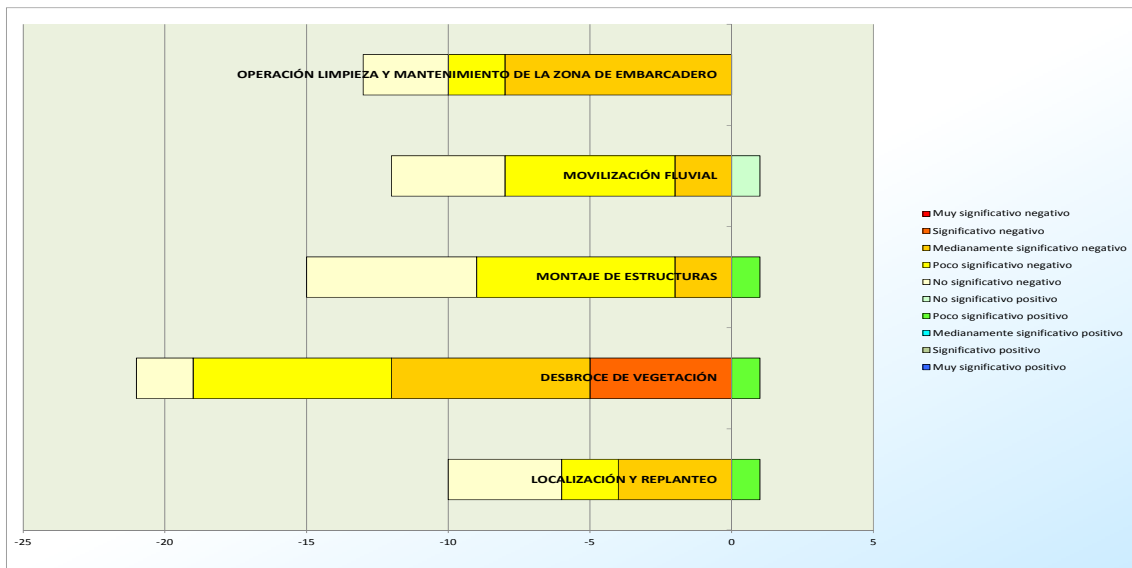 OPERACIÓN LIMPIEZA Y MANTENIMIENTO DE LA ZONA DE EMBARCADERO
MOVILIZACIÓN FLUVIAL
MONTAJE DE ESTRUCTURAS
DESBROCE DE VEGETACIÓN
LOCALIZACIÓN Y REPLANTEO
-25 -20 -15 -10 -5 0 5
Muy significativo negativo
Significativo negativo
Medianamente significativo negativo
Poco significativo negativo
No significativo negativo
No significativo positivo
Poco significativo positivo
Medianamente significativo positivo
Significativo positivo
Muy significativo positivo